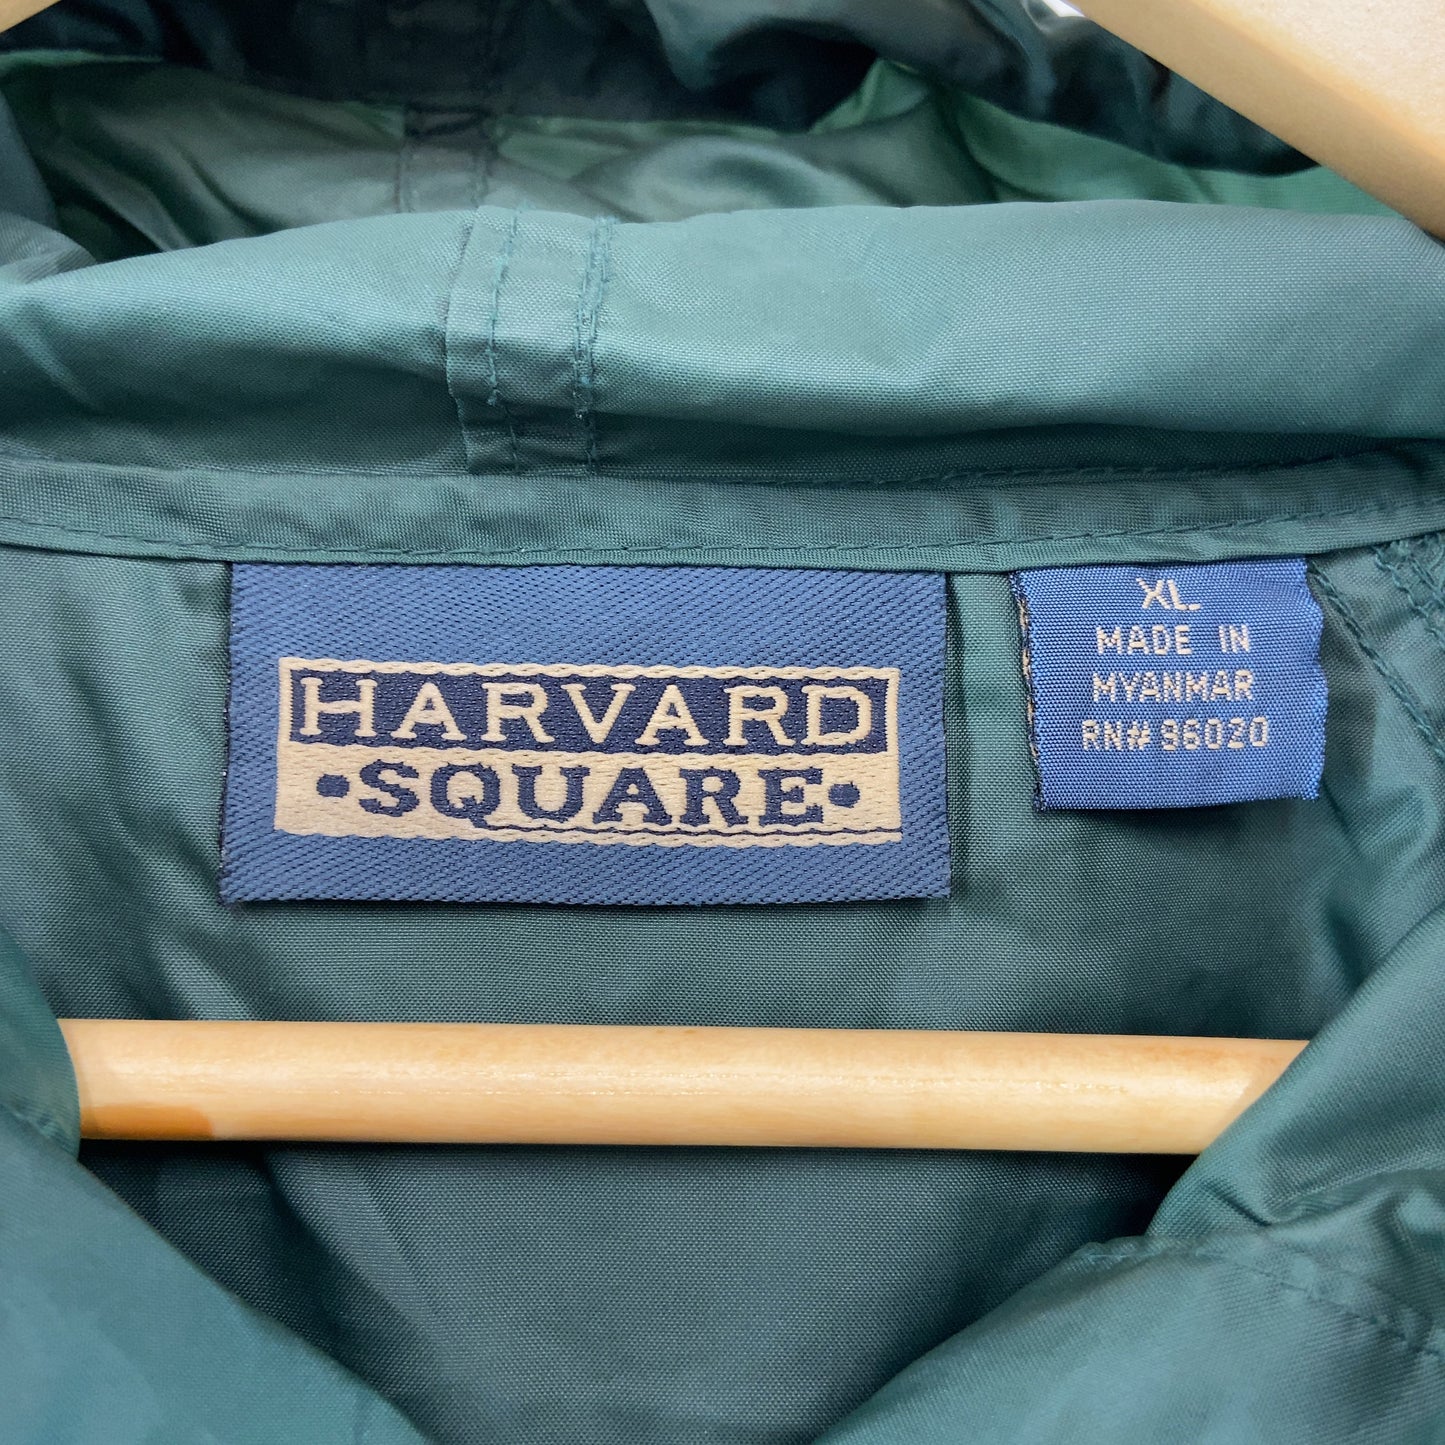 HARVARD
•SQUARE•
XL
MADE IN
MYANMAR
RN# 96020